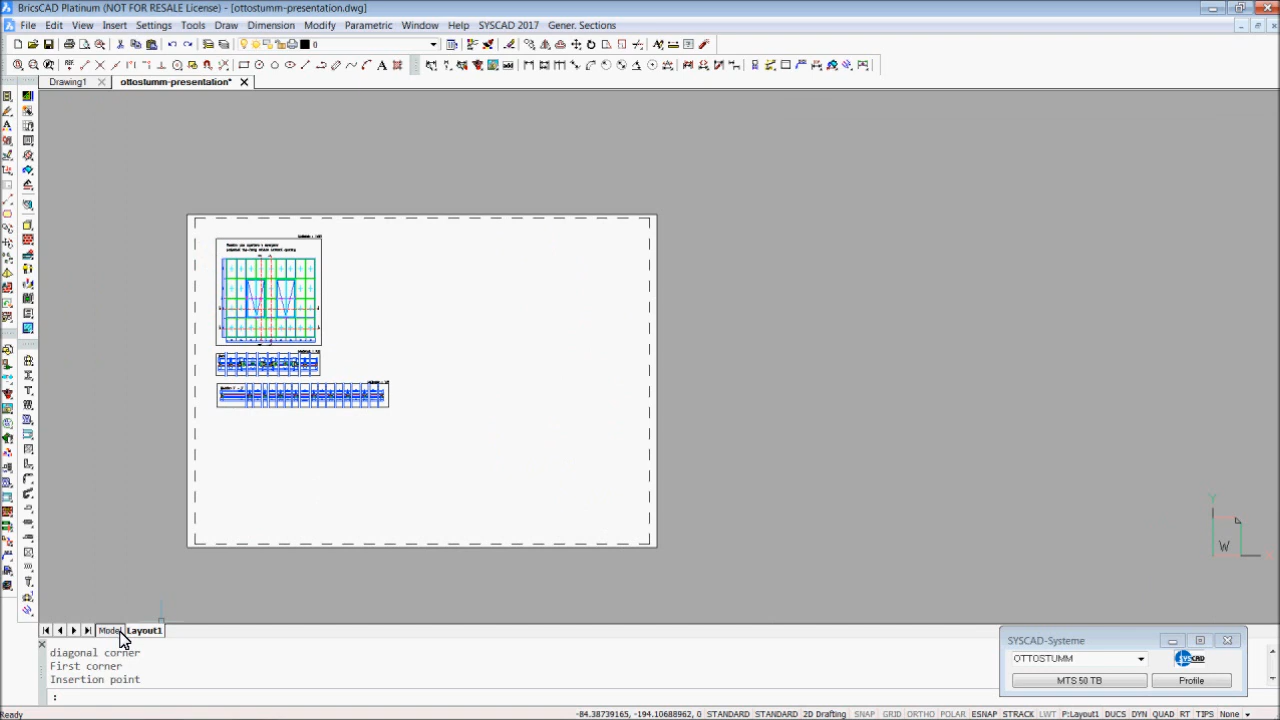 BricsCAD Platinum (NOT FOR RESALE License) - [ottostumm-presentation.dwg]
File Edit View Insert Settings Tools Draw Dimension Modify Parametric Window Help SYSCAD 2017 Gener. Sections
0
Drawing1 ottostumm-presentation*
Y
W
Model Layout1
diagonal corner
First corner
Insertion point
:
SYSCAD-Systeme
OTTOSTUMM
MTS 50 TB Profile
Ready -84.38739165, -194.10688962, 0 STANDARD STANDARD 2D Drafting SNAP GRID ORTHO POLAR ESNAP STRACK LWT P:Layout1 DUCS DYN QUAD RT TIPS None